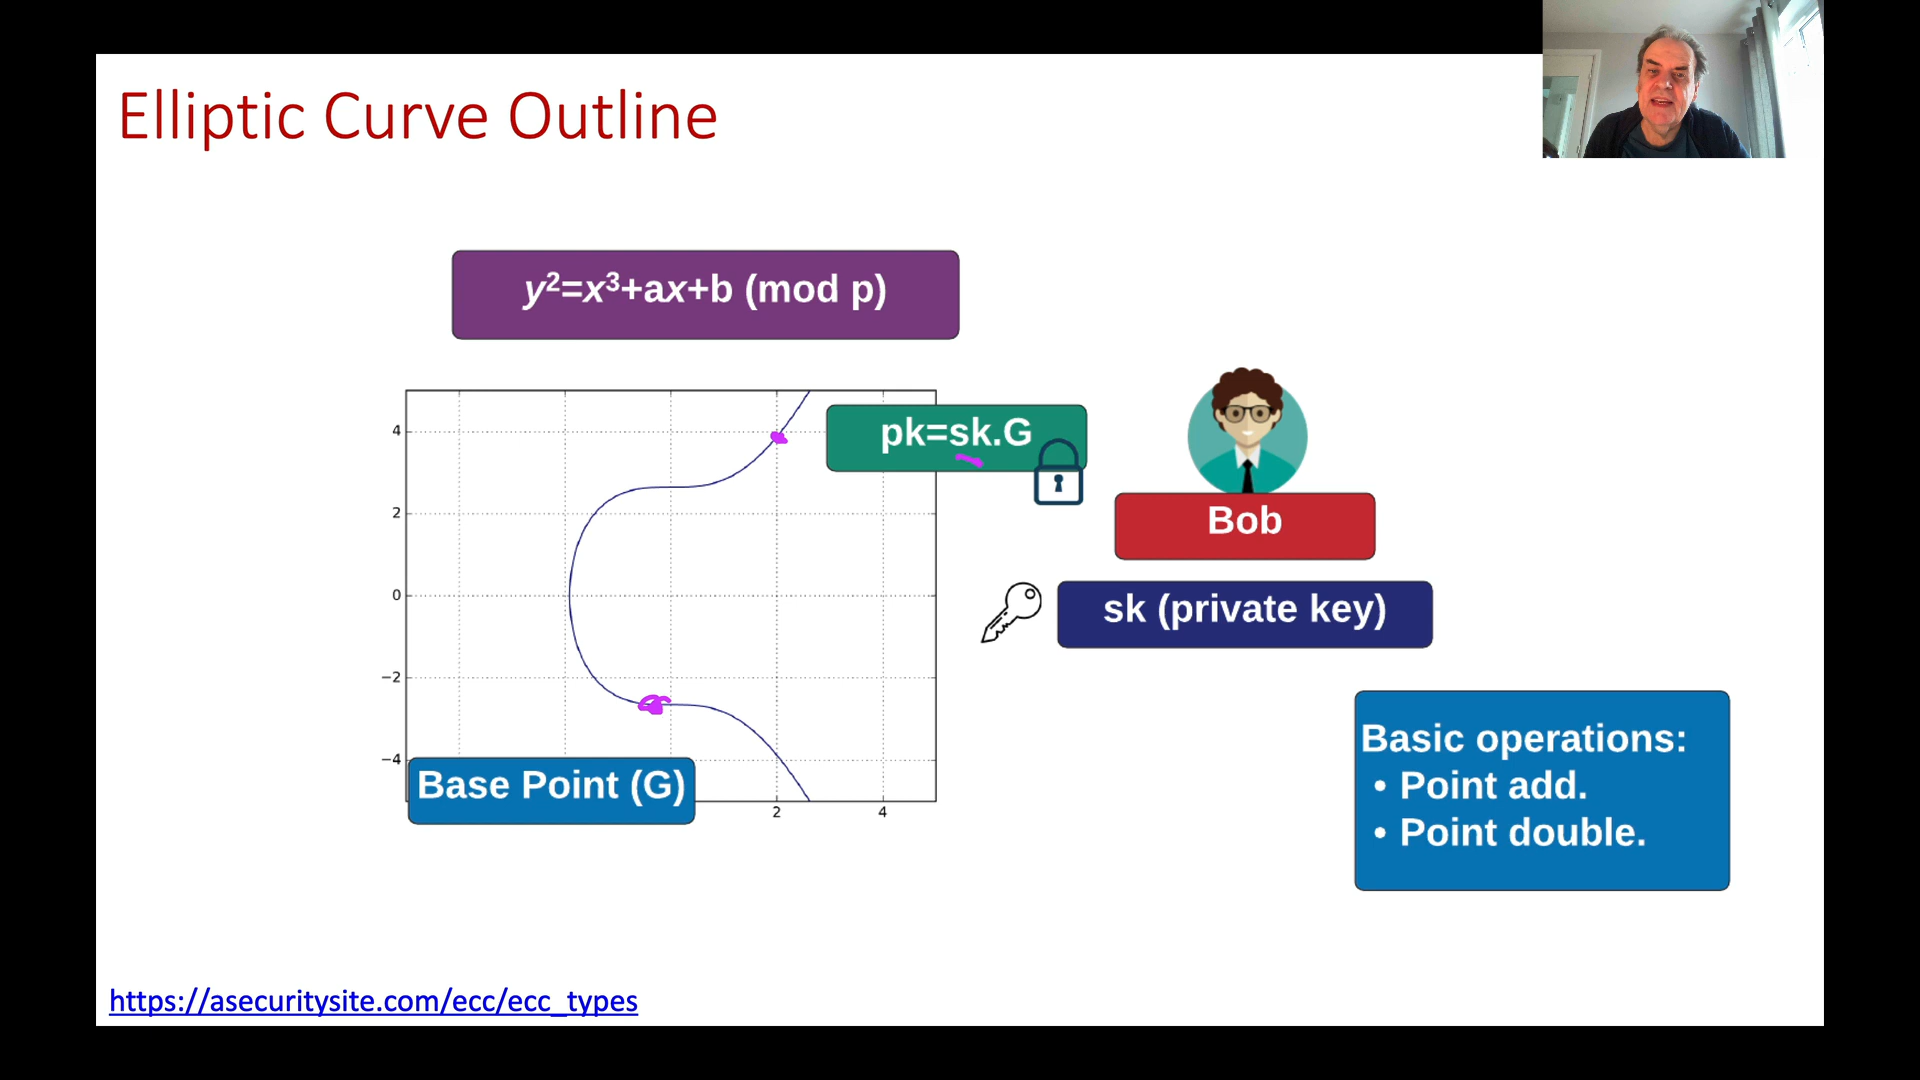 Elliptic Curve Outline
y²=x³+ax+b (mod p)
4
2
0
−2
−4
2
4
pk=sk.G
Bob
sk (private key)
Base Point (G)
Basic operations:
• Point add.
• Point double.
https://asecuritysite.com/ecc/ecc_types